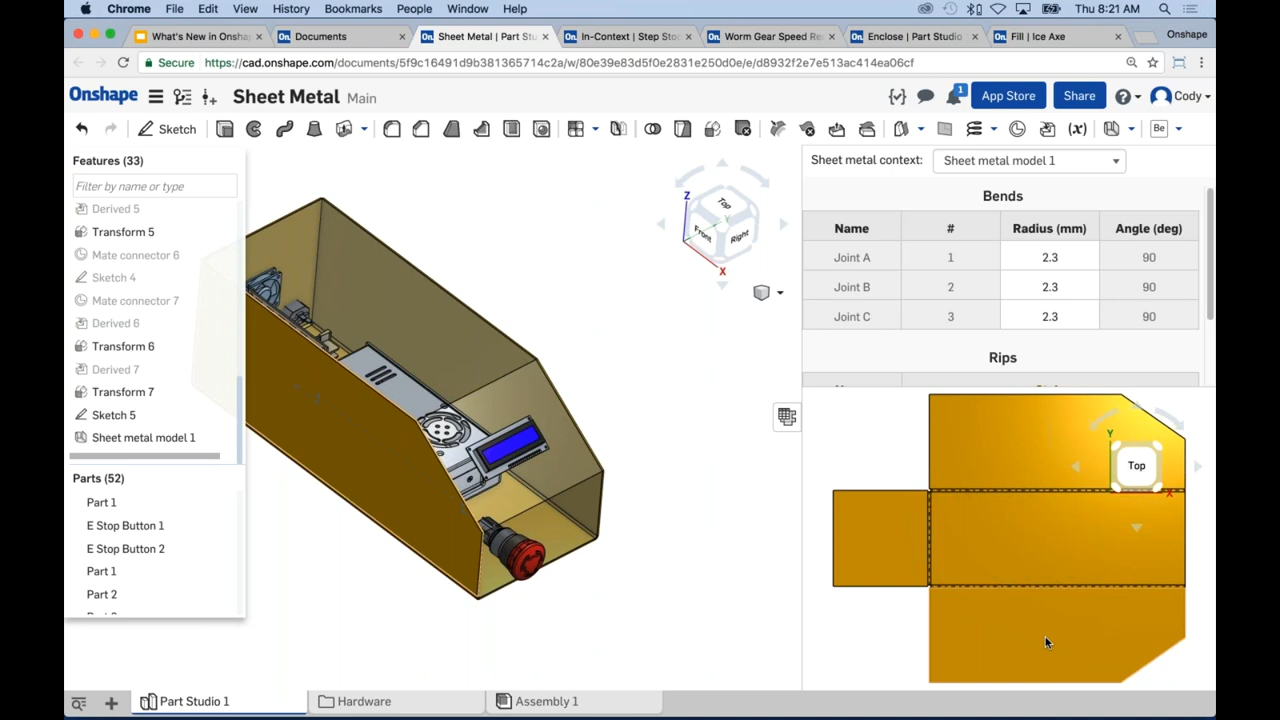 Chrome File Edit View History Bookmarks People Window Help Thu 8:21 AM
What's New in Onsha
Documents
Sheet Metal | Part Stu
In-Context | Step Stoo
Worm Gear Speed Re
Enclose | Part Studio
Fill | Ice Axe
Onshape
Secure https://cad.onshape.com/documents/5f9c16491d9b381365714c2a/w/80e39e83d5f0e2831e250d0e/e/d8932f2e7e513ac414ea06cf
Onshape Sheet Metal Main 1 App Store Share Cody
Sketch (x) Be
Features (33)
Filter by name or type
Derived 5
Transform 5
Mate connector 6
Sketch 4
Mate connector 7
Derived 6
Transform 6
Derived 7
Transform 7
Sketch 5
Sheet metal model 1
Parts (52)
Part 1
E Stop Button 1
E Stop Button 2
Part 1
Part 2
Z
Top
Front
Right
Y
X
Sheet metal context: Sheet metal model 1
Bends
Name # Radius (mm) Angle (deg)
Joint A 1 2.3 90
Joint B 2 2.3 90
Joint C 3 2.3 90
Rips
Y
Top
X
Part Studio 1
Hardware
Assembly 1